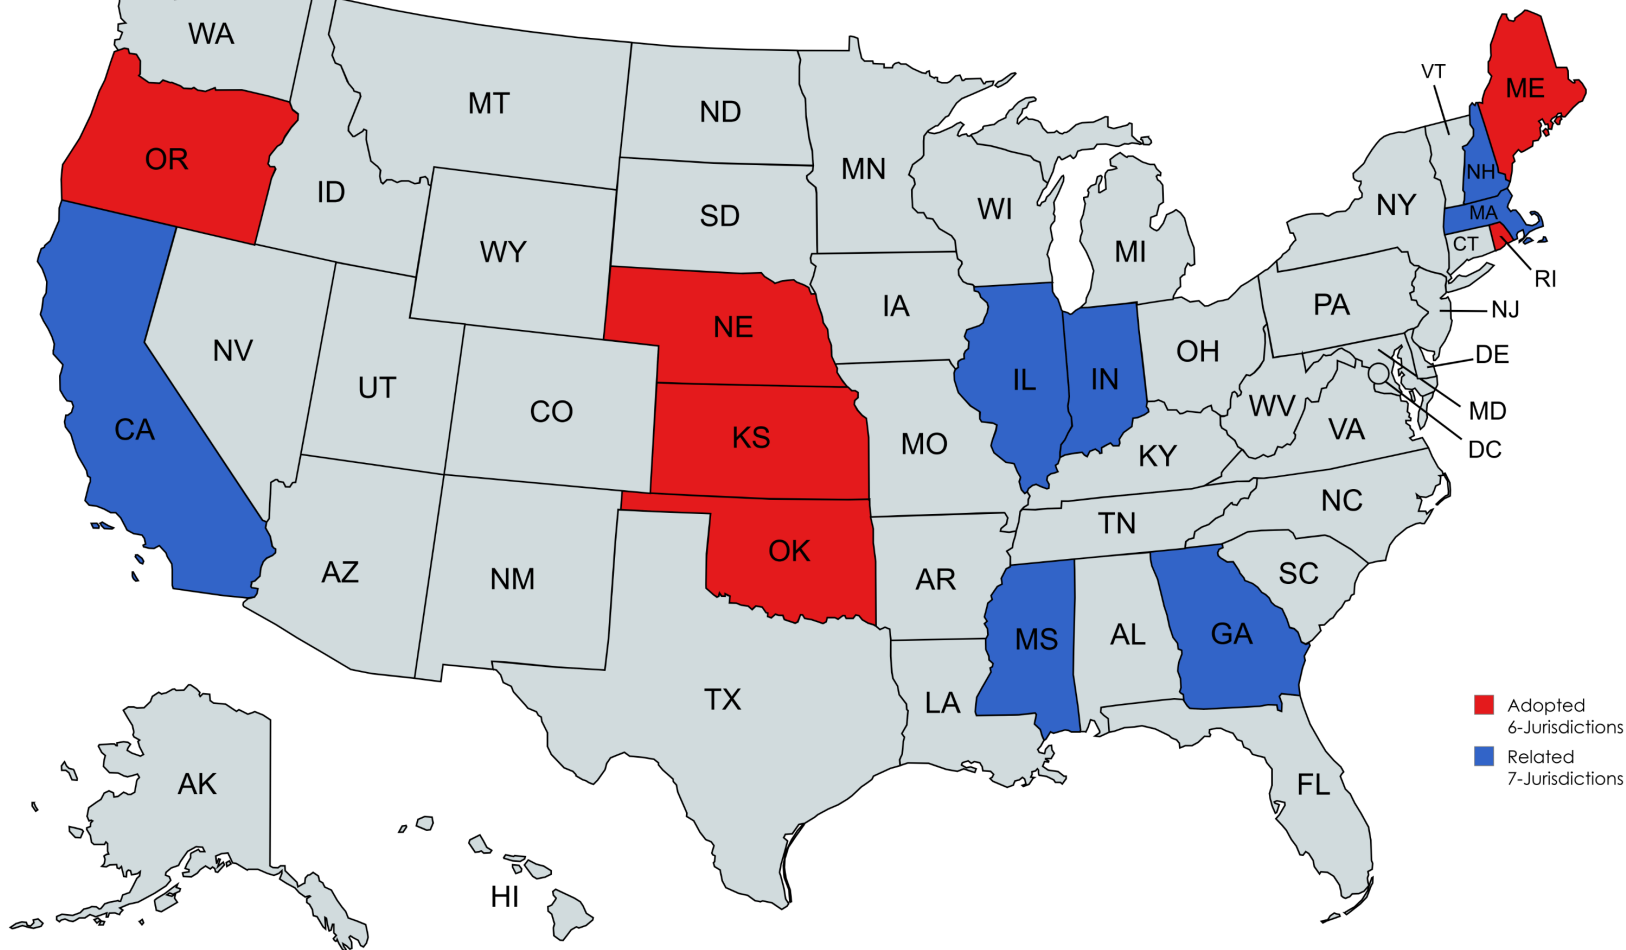 WA
MT
ND
MN
VT
ME
OR
ID
SD
WI
MI
NY
NH
MA
CT
RI
WY
IA
PA
NJ
NE
NV
UT
CO
IL
IN
OH
DE
MD
DC
CA
KS
MO
KY
WV
VA
NC
TN
OK
AZ
NM
AR
SC
MS
AL
GA
TX
LA
FL
AK
HI
Adopted
6-Jurisdictions
Related
7-Jurisdictions